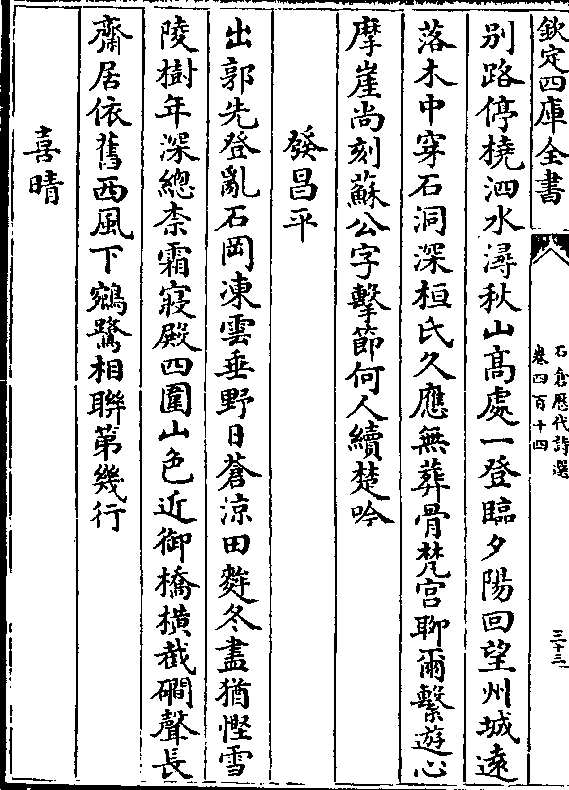 欽定四庫全書
石倉歷代詩選
卷四百十四
三十三
别路停橈泗水潯秋山髙處一登臨夕陽回望州城逺
落木中穿石洞深桓氏久應無葬骨梵宫聊爾繫遊心
摩崖尚刻蘇公字擊節何人續楚吟
發昌平
出郭先登亂石岡凍雲垂野日蒼凉田麰冬盡猶慳雪
陵樹年深總柰霜寢殿四圍山色近御橋横截磵聲長
齋居依舊西風下鵷鷺相聨第幾行
喜晴